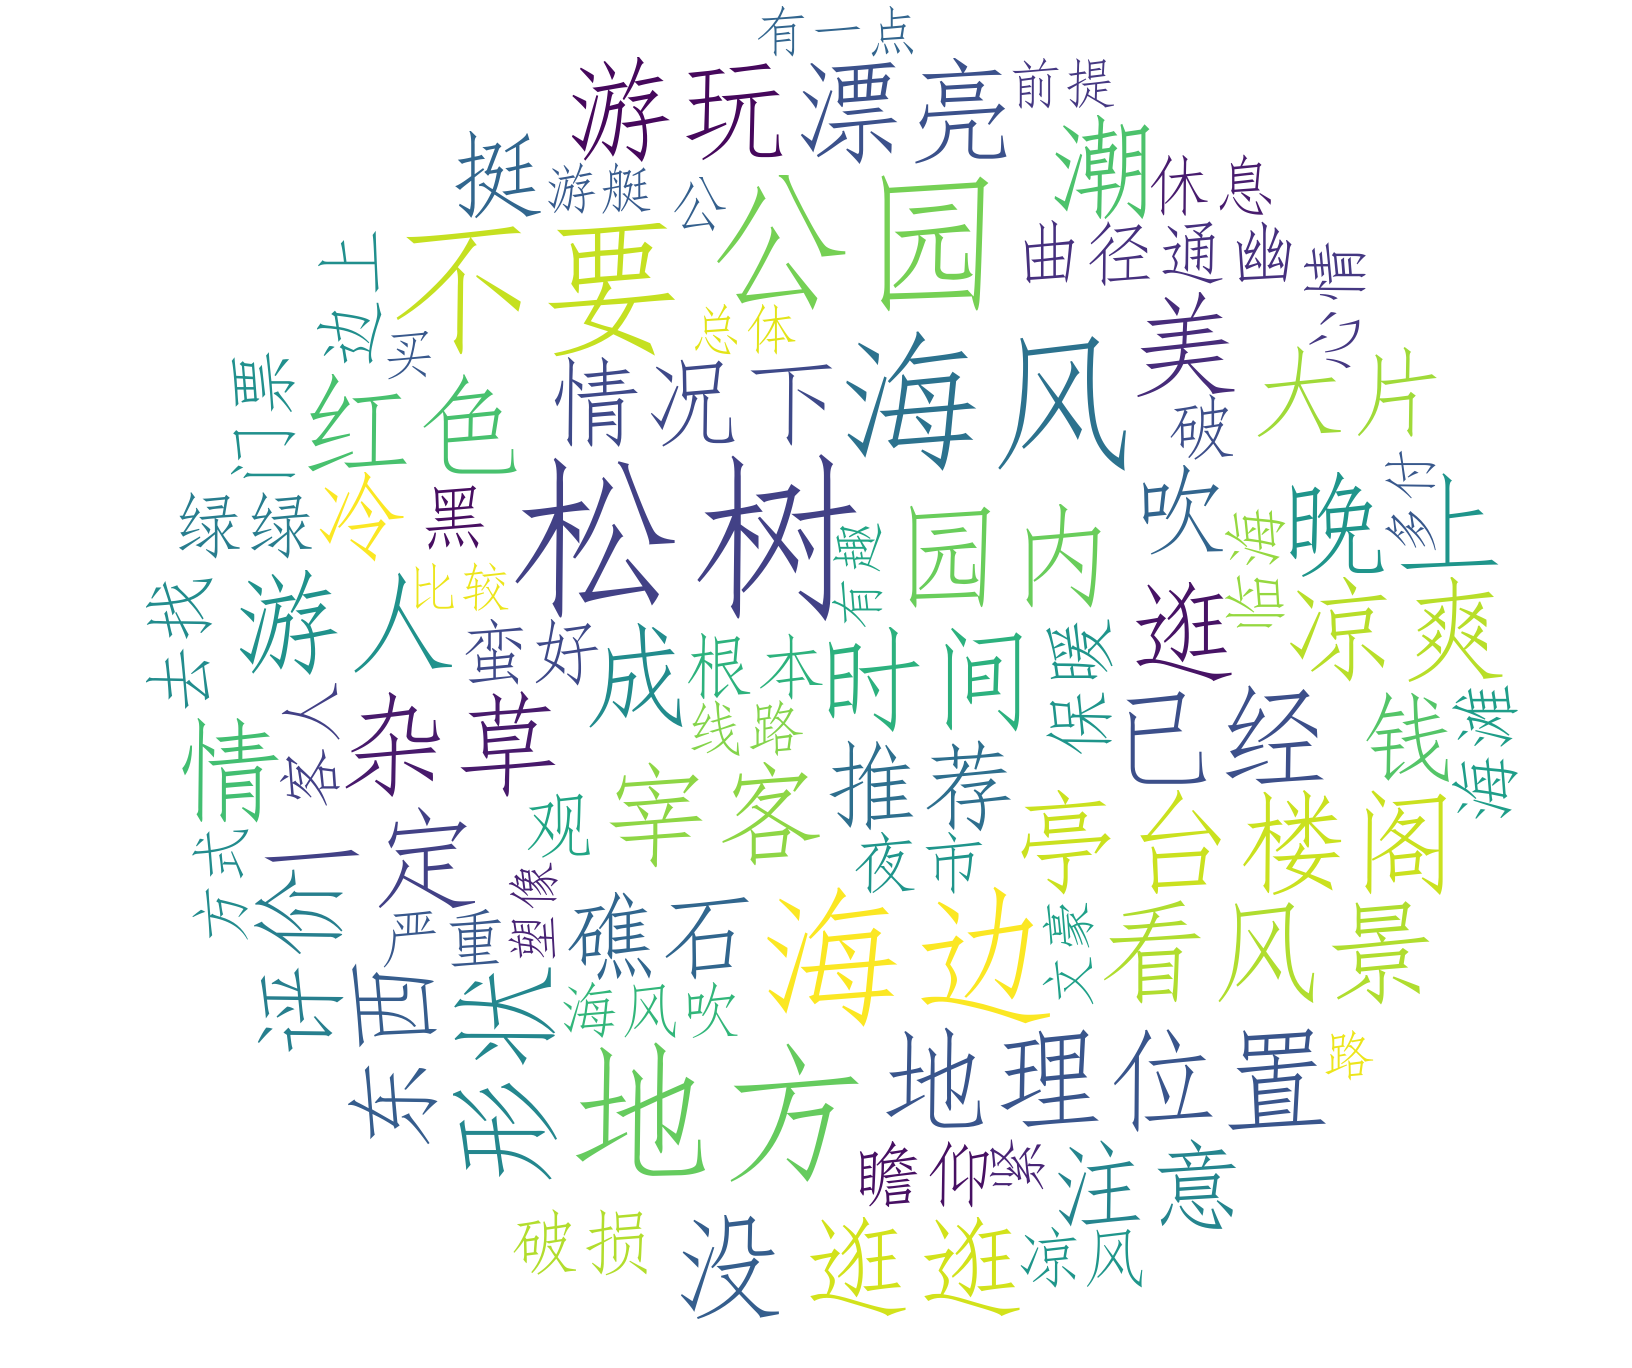 有一点
游玩
漂亮
前提
挺
游艇
公
潮
休息
不要
公园
曲径通幽
心情
边上
买
总体
美
门票
红色
情况下
海风
破
大片
绿绿
冷
黑
松树
有趣
园内
吹
临海
晚上
多付
去找
游人
比较
蛮好
成
根本
时间
保暖
逛
凉爽
情
客人
杂草
线路
推荐
已经
钱
海滩
方式
评价
一定
观
宰客
夜市
亭台楼阁
严重
塑像
礁石
海边
文豪
看风景
东西
形状
海风吹
地方
地理位置
路
瞻仰
注意
破损
没
逛逛
凉风